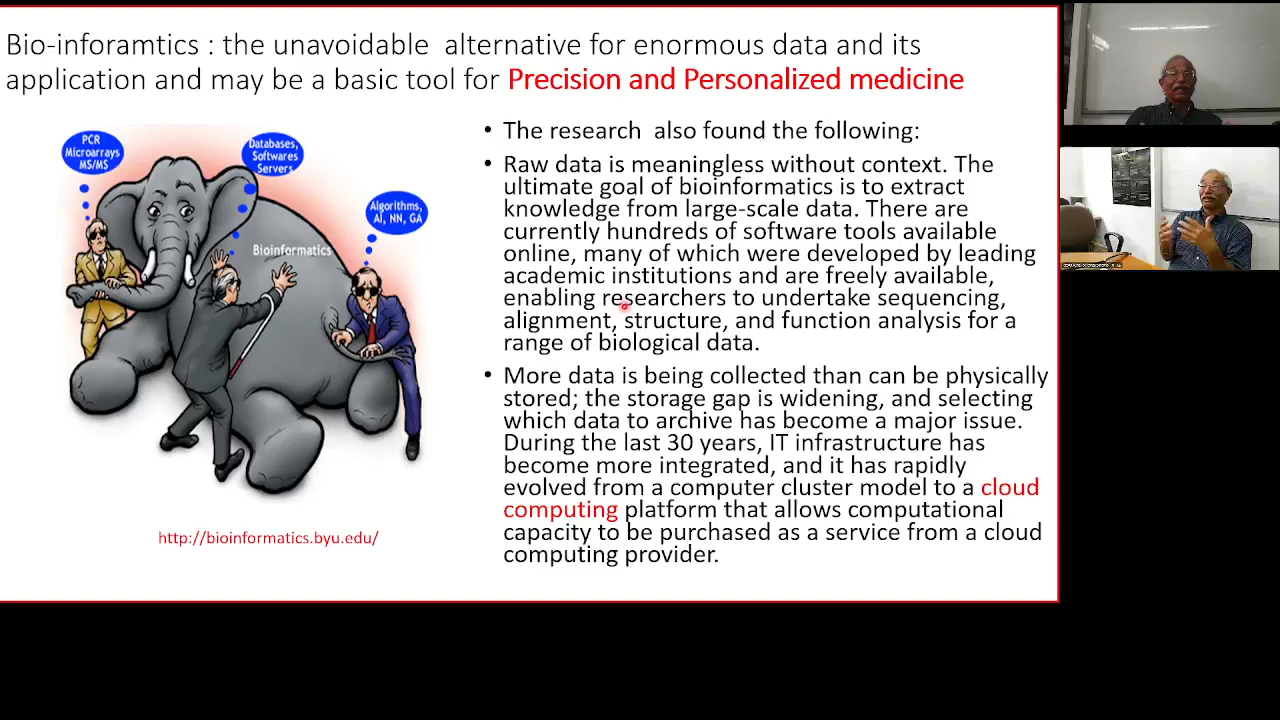 Bio-inforamtics : the unavoidable alternative for enormous data and its
application and may be a basic tool for Precision and Personalized medicine
PCR
Microarrays
MS/MS
Databases,
Softwares
Servers
Algorithms,
AI, NN, GA
Bioinformatics
http://bioinformatics.byu.edu/
• The research also found the following:
• Raw data is meaningless without context. The
ultimate goal of bioinformatics is to extract
knowledge from large-scale data. There are
currently hundreds of software tools available
online, many of which were developed by leading
academic institutions and are freely available,
enabling researchers to undertake sequencing,
alignment, structure, and function analysis for a
range of biological data.
• More data is being collected than can be physically
stored; the storage gap is widening, and selecting
which data to archive has become a major issue.
During the last 30 years, IT infrastructure has
become more integrated, and it has rapidly
evolved from a computer cluster model to a cloud
computing platform that allows computational
capacity to be purchased as a service from a cloud
computing provider.